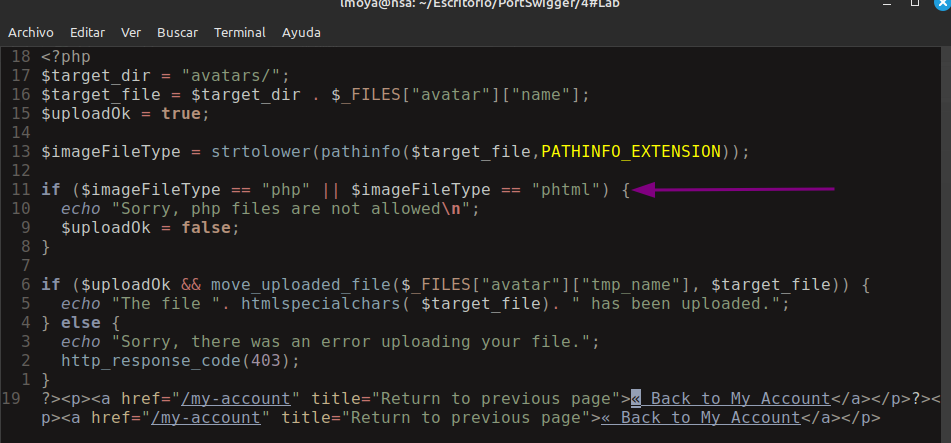 lmoya@nsa: ~/Escritorio/PortSwigger/4#Lab
Archivo Editar Ver Buscar Terminal Ayuda
18 <?php
17 $target_dir = "avatars/";
16 $target_file = $target_dir . $_FILES["avatar"]["name"];
15 $uploadOk = true;
14
13 $imageFileType = strtolower(pathinfo($target_file,PATHINFO_EXTENSION));
12
11 if ($imageFileType == "php" || $imageFileType == "phtml") {
10   echo "Sorry, php files are not allowed\n";
9   $uploadOk = false;
8 }
7
6 if ($uploadOk && move_uploaded_file($_FILES["avatar"]["tmp_name"], $target_file)) {
5   echo "The file ". htmlspecialchars( $target_file). " has been uploaded.";
4 } else {
3   echo "Sorry, there was an error uploading your file.";
2   http_response_code(403);
1 }
19 ?><p><a href="/my-account" title="Return to previous page">« Back to My Account</a></p>?><
p><a href="/my-account" title="Return to previous page">« Back to My Account</a></p>